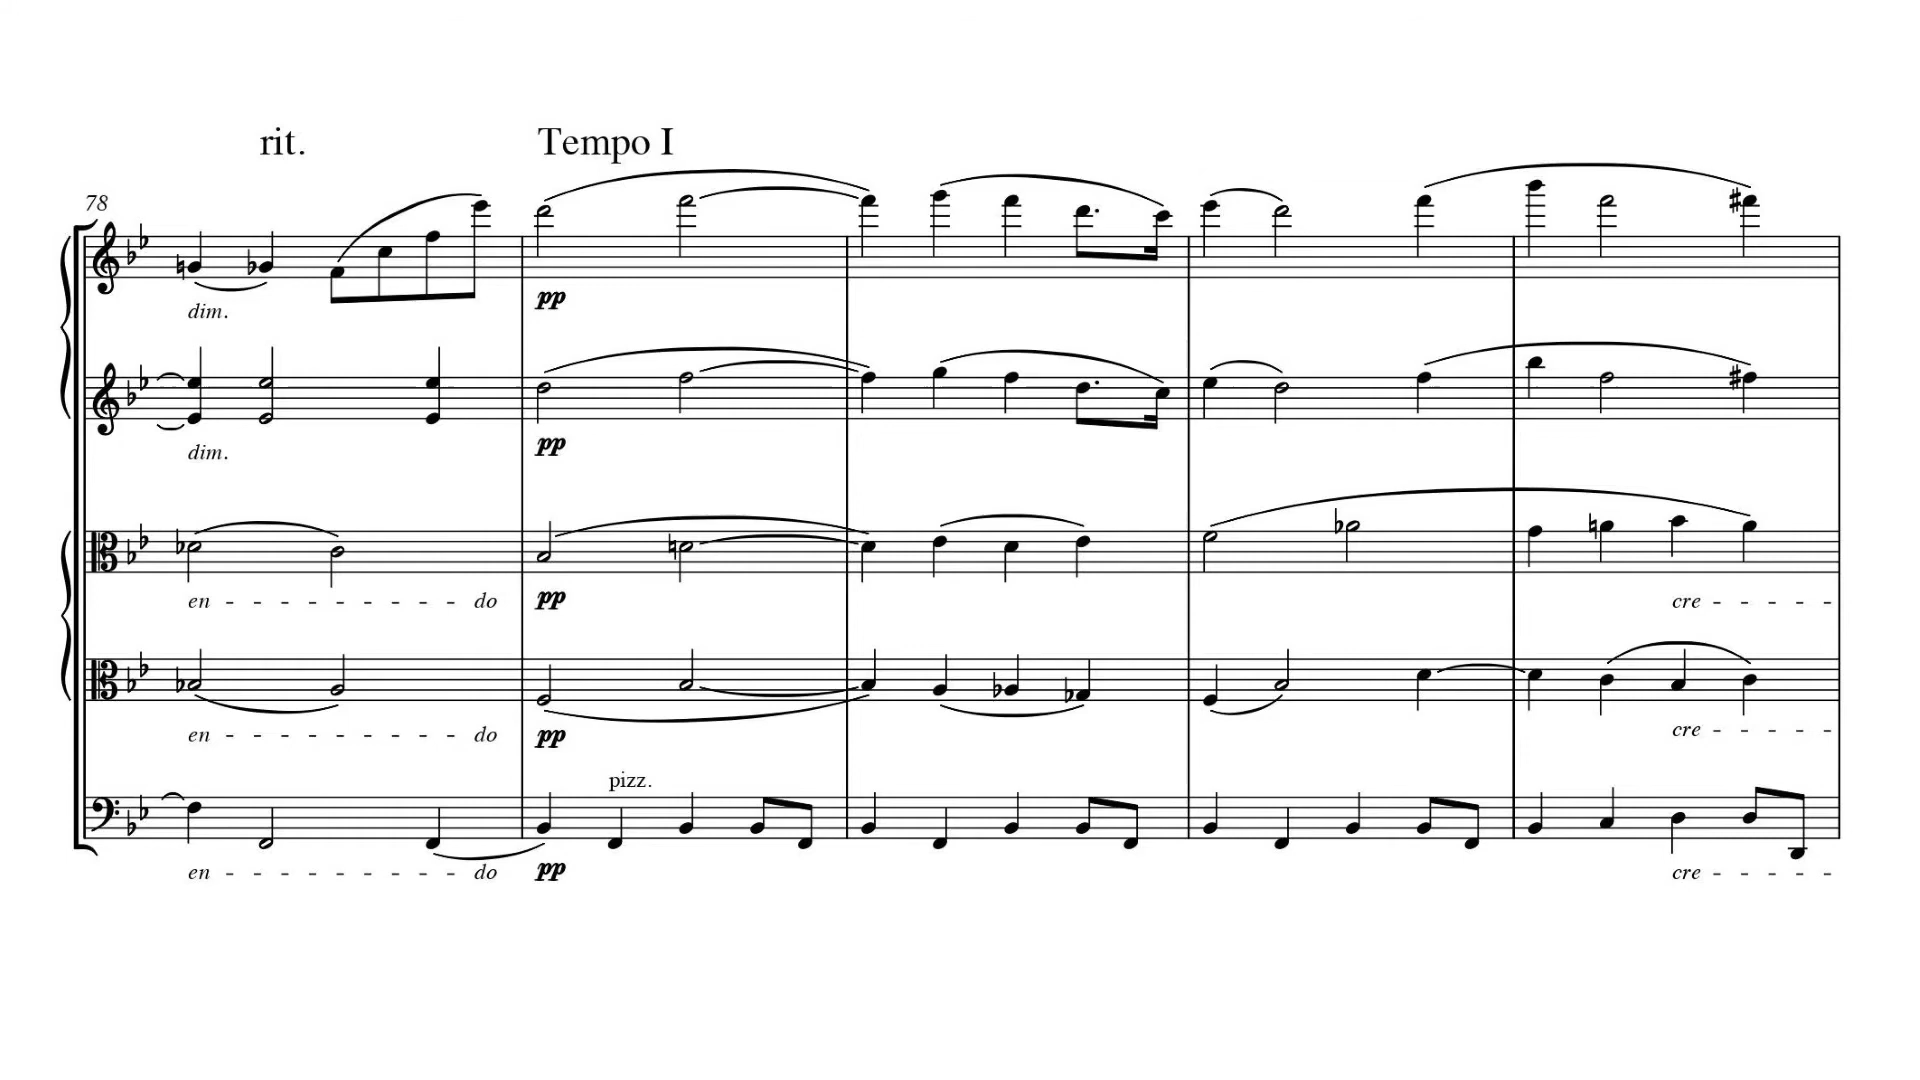 rit. Tempo I
78
dim.
pp
dim.
pp
en - - - - - - - - - do pp cre - - - - -
en - - - - - - - - - do pp cre - - - - -
pizz.
en - - - - - - - - - do pp cre - - - - -